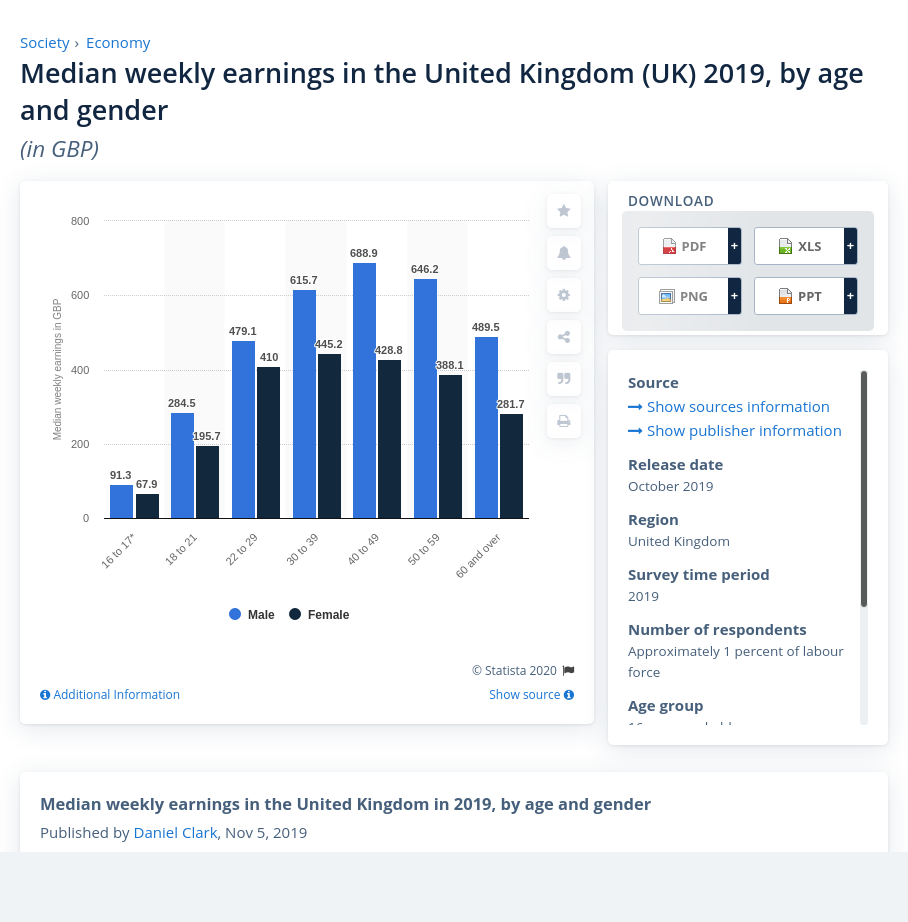 Society › Economy
Median weekly earnings in the United Kingdom (UK) 2019, by age
and gender
(in GBP)
Median weekly earnings in GBP
800
600
400
200
0
91.3
67.9
284.5
195.7
479.1
410
615.7
445.2
688.9
428.8
646.2
388.1
489.5
281.7
16 to 17*
18 to 21
22 to 29
30 to 39
40 to 49
50 to 59
60 and over
Male Female
© Statista 2020
Additional Information
Show source
DOWNLOAD
PDF +
XLS +
PNG +
PPT +
Source
Show sources information
Show publisher information
Release date
October 2019
Region
United Kingdom
Survey time period
2019
Number of respondents
Approximately 1 percent of labour
force
Age group
Median weekly earnings in the United Kingdom in 2019, by age and gender
Published by Daniel Clark, Nov 5, 2019